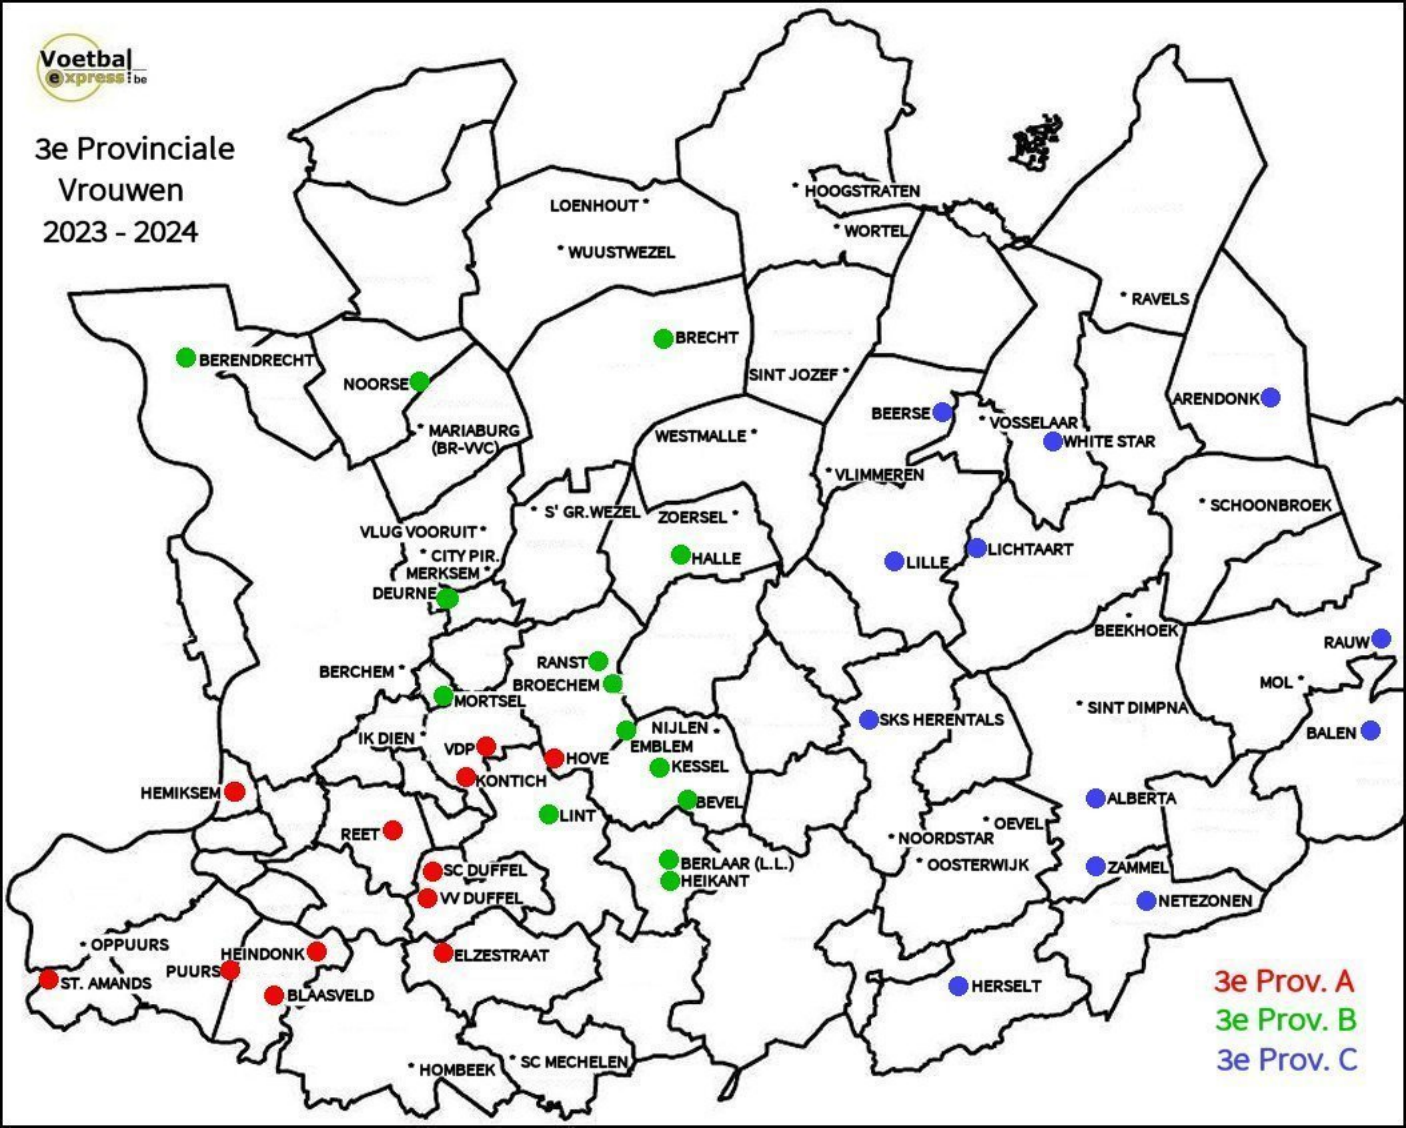 Voetbal
express.be
3e Provinciale
Vrouwen
2023 - 2024
* HOOGSTRATEN
LOENHOUT *
* WORTEL
* WUUSTWEZEL
* RAVELS
BRECHT
BERENDRECHT
SINT JOZEF *
NOORSE
ARENDONK
BEERSE
* VOSSELAAR
* MARIABURG
(BR-VVC)
WESTMALLE *
WHITE STAR
* VLIMMEREN
* SCHOONBROEK
* S' GR.WEZEL
ZOERSEL *
VLUG VOORUIT *
* CITY PIR.
LICHTAART
HALLE
LILLE
MERKSEM *
DEURNE
*
BEEKHOEK
RAUW
RANST
BERCHEM *
BROECHEM
MOL *
MORTSEL
* SINT DIMPNA
SKS HERENTALS
NIJLEN *
BALEN
IK DIEN *
VDP
EMBLEM
HOVE
KESSEL
KONTICH
HEMIKSEM
ALBERTA
BEVEL
LINT
* OEVEL
REET
* NOORDSTAR
BERLAAR (L.L.)
* OOSTERWIJK
ZAMMEL
SC DUFFEL
HEIKANT
VV DUFFEL
NETEZONEN
* OPPUURS
HEINDONK
ELZESTRAAT
PUURS
ST. AMANDS
BLAASVELD
HERSELT
3e Prov. A
3e Prov. B
3e Prov. C
* SC MECHELEN
* HOMBEEK